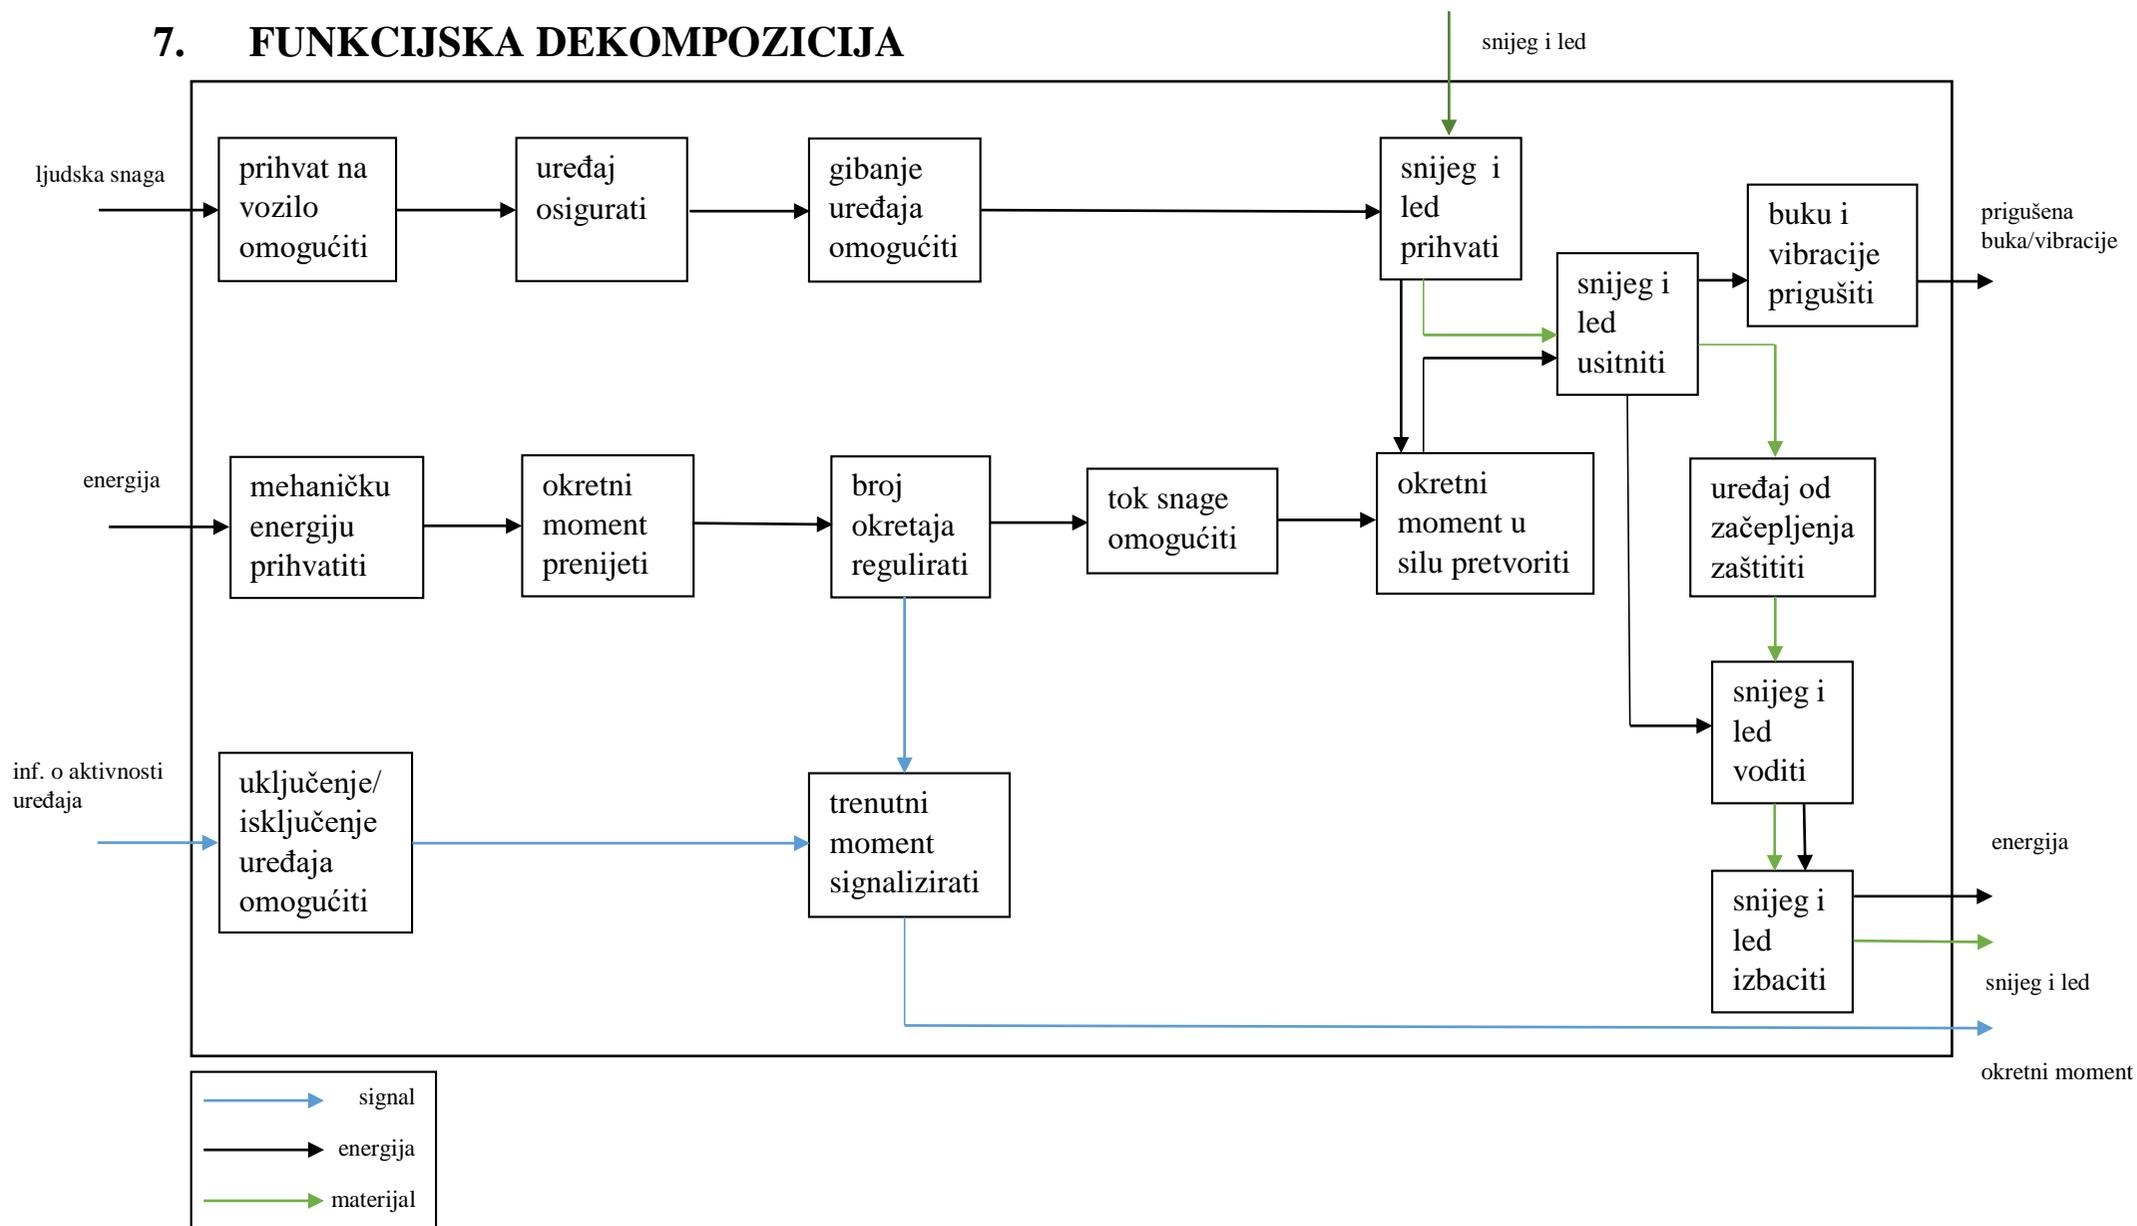 7. FUNKCIJSKA DEKOMPOZICIJA
snijeg i led
ljudska snaga
prihvat na
vozilo
omogućiti
uređaj
osigurati
gibanje
uređaja
omogućiti
snijeg i
led
prihvati
snijeg i
led
usitniti
buku i
vibracije
prigušiti
prigušena
buka/vibracije
energija
mehaničku
energiju
prihvatiti
okretni
moment
prenijeti
broj
okretaja
regulirati
tok snage
omogućiti
okretni
moment u
silu pretvoriti
uređaj od
začepljenja
zaštititi
snijeg i
led
voditi
inf. o aktivnosti
uređaja
uključenje/
isključenje
uređaja
omogućiti
trenutni
moment
signalizirati
snijeg i
led
izbaciti
energija
snijeg i led
okretni moment
signal
energija
materijal